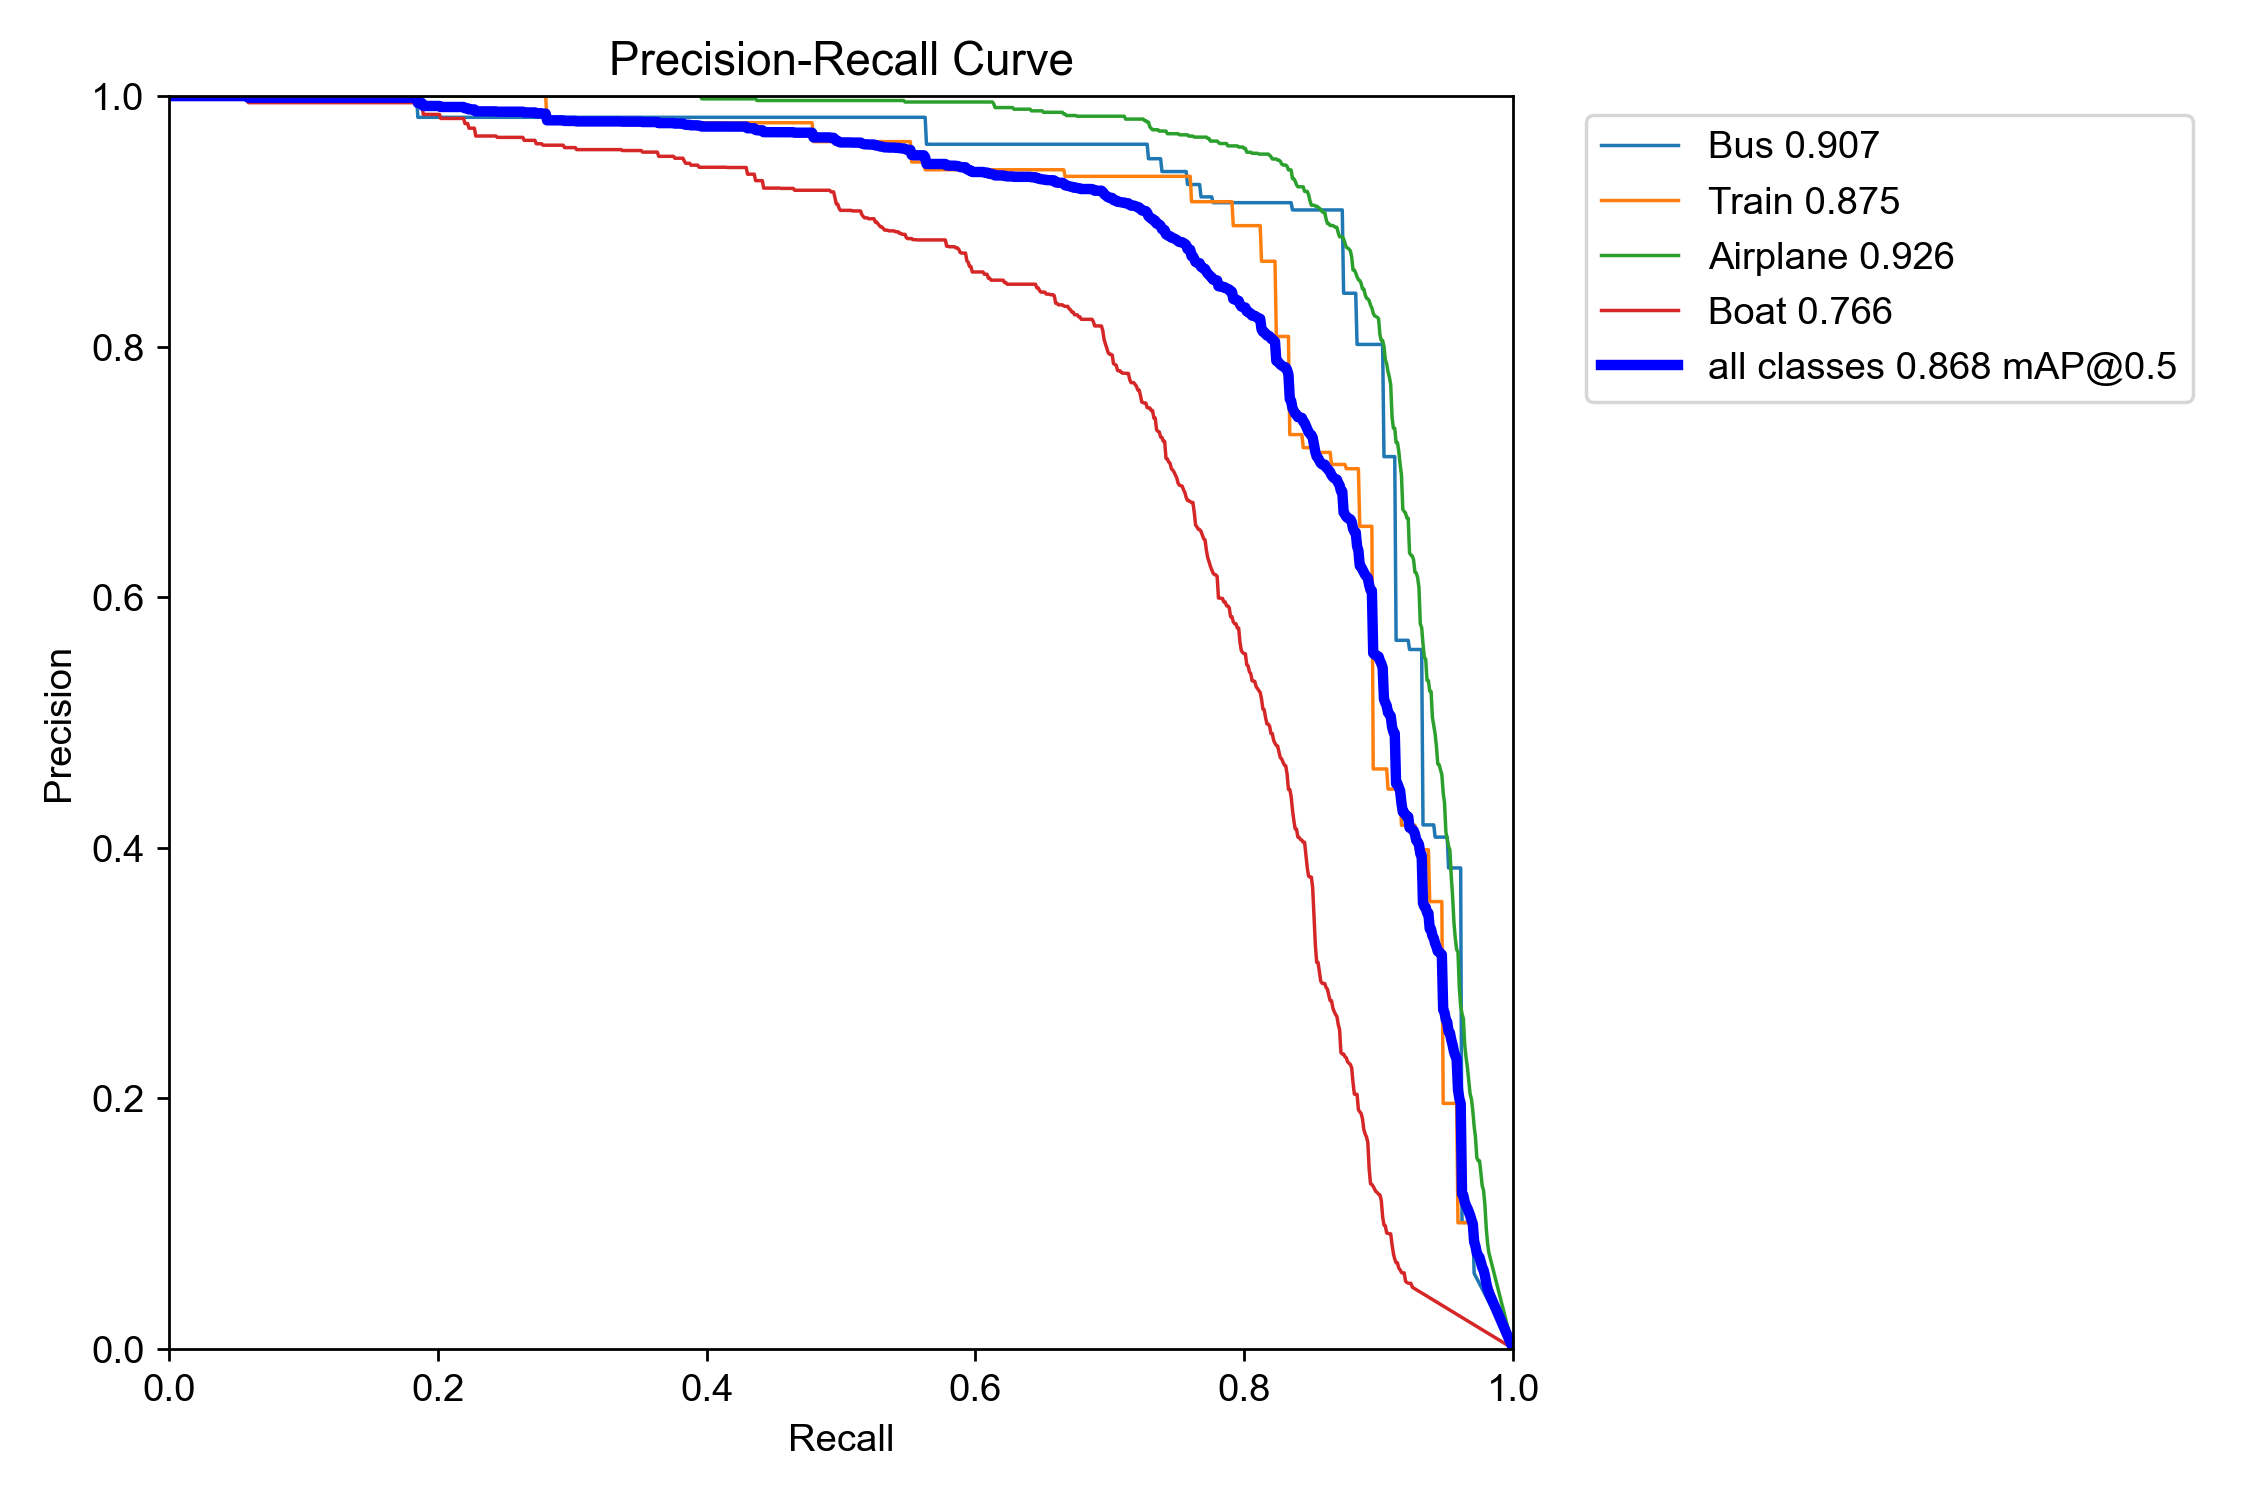 Precision-Recall Curve
1.0
0.8
0.6
0.4
0.2
0.0
Precision
0.0 0.2 0.4 0.6 0.8 1.0
Recall
Bus 0.907
Train 0.875
Airplane 0.926
Boat 0.766
all classes 0.868 mAP@0.5